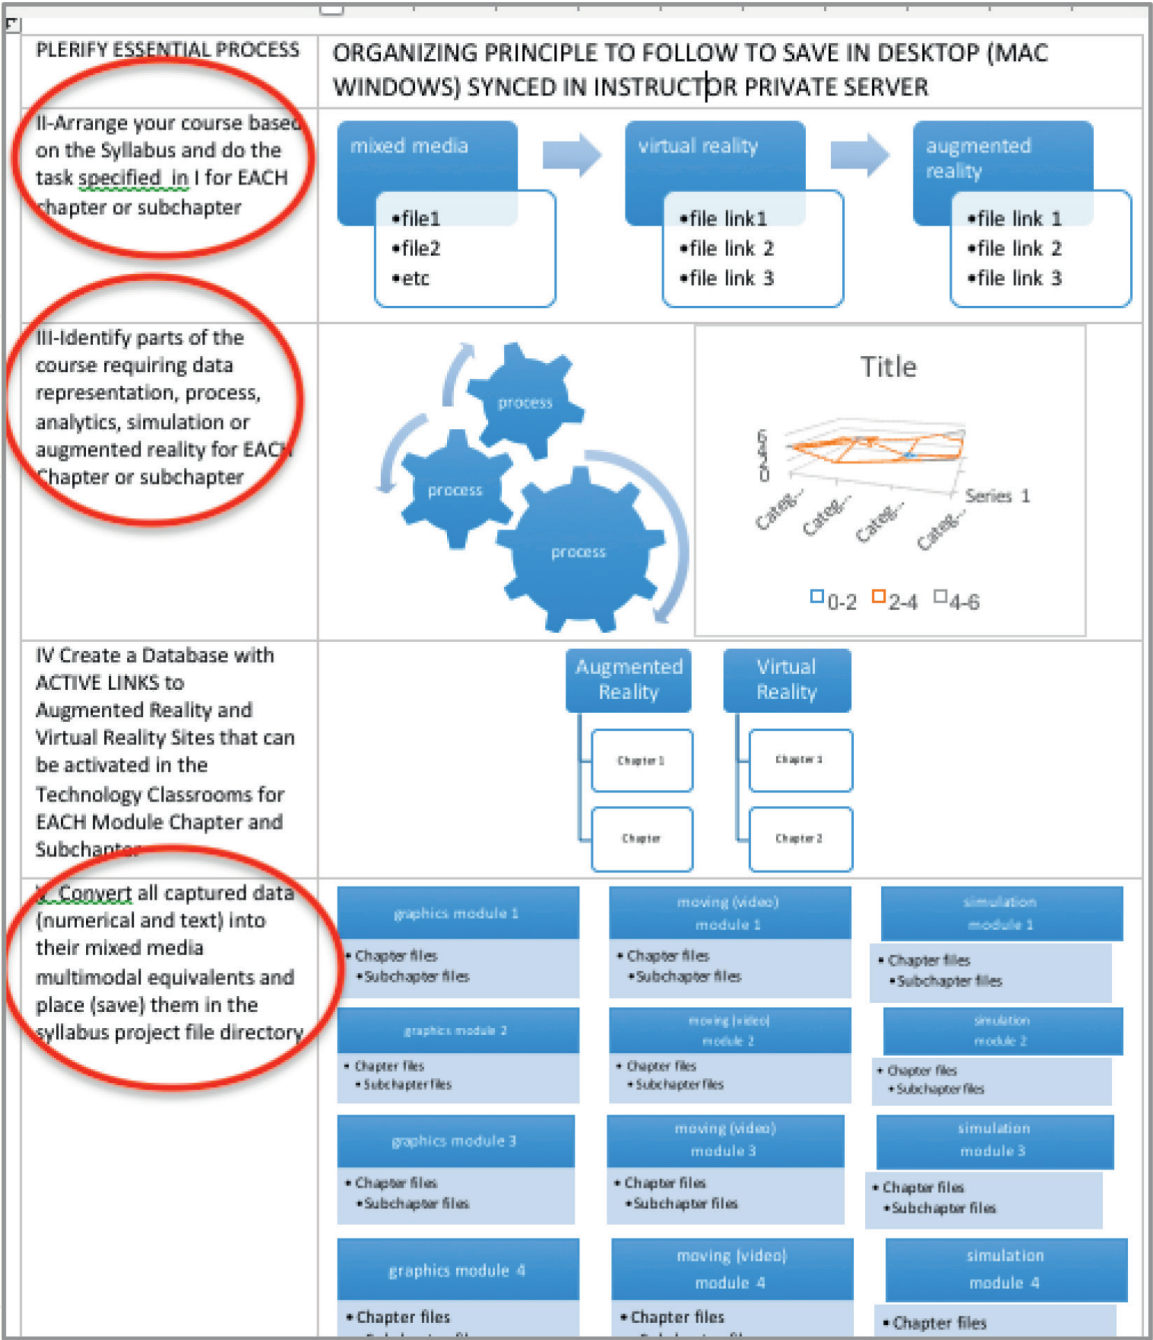 PLERIFY ESSENTIAL PROCESS
ORGANIZING PRINCIPLE TO FOLLOW TO SAVE IN DESKTOP (MAC
WINDOWS) SYNCED IN INSTRUCTOR PRIVATE SERVER
II-Arrange your course based
on the Syllabus and do the
task specified in I for EACH
chapter or subchapter
mixed media
•file1
•file2
•etc
virtual reality
•file link1
•file link 2
•file link 3
augmented
reality
•file link 1
•file link 2
•file link 3
III-Identify parts of the
course requiring data
representation, process,
analytics, simulation or
augmented reality for EACH
Chapter or subchapter
process
process
process
Title
6
4
2
0
Categ...
Categ...
Categ...
Categ...
Series 1
0-2 2-4 4-6
IV Create a Database with
ACTIVE LINKS to
Augmented Reality and
Virtual Reality Sites that can
be activated in the
Technology Classrooms for
EACH Module Chapter and
Subchapter
Augmented
Reality
Chapter 1
Chapter
Virtual
Reality
Chapter 1
Chapter 2
V Convert all captured data
(numerical and text) into
their mixed media
multimodal equivalents and
place (save) them in the
syllabus project file directory
graphics module 1
• Chapter files
•Subchapter files
moving (video)
module 1
• Chapter files
•Subchapter files
simulation
module 1
• Chapter files
•Subchapter files
graphics module 2
• Chapter files
• Subchapter files
moving (video)
module 2
• Chapter files
• Subchapter files
simulation
module 2
• Chapter files
• Subchapter files
graphics module 3
• Chapter files
•Subchapter files
moving (video)
module 3
• Chapter files
•Subchapter files
simulation
module 3
• Chapter files
•Subchapter files
graphics module 4
• Chapter files
moving (video)
module 4
• Chapter files
simulation
module 4
• Chapter files